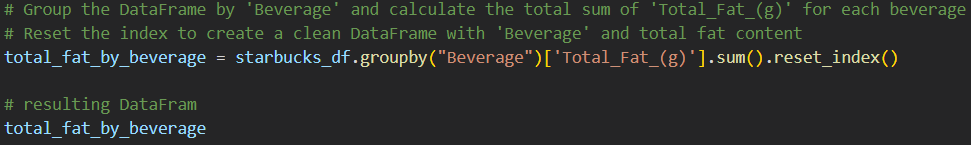 # Group the DataFrame by 'Beverage' and calculate the total sum of 'Total_Fat_(g)' for each beverage
# Reset the index to create a clean DataFrame with 'Beverage' and total fat content
total_fat_by_beverage = starbucks_df.groupby("Beverage")['Total_Fat_(g)'].sum().reset_index()
# resulting DataFram
total_fat_by_beverage